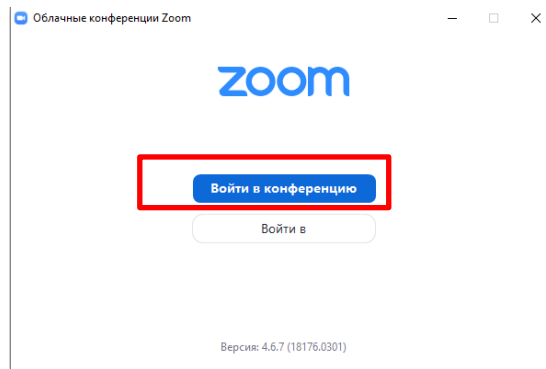 Облачные конференции Zoom
zoom
Войти в конференцию
Войти в
Версия: 4.6.7 (18176.0301)